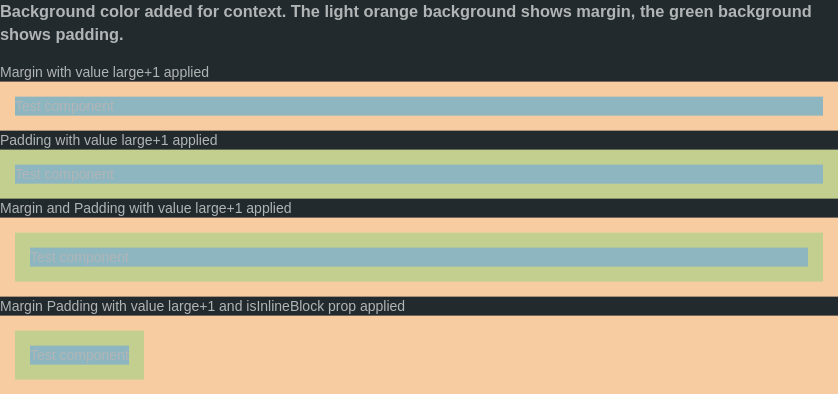 Background color added for context. The light orange background shows margin, the green background
shows padding.
Margin with value large+1 applied
Test component
Padding with value large+1 applied
Test component
Margin and Padding with value large+1 applied
Test component
Margin Padding with value large+1 and isInlineBlock prop applied
Test component